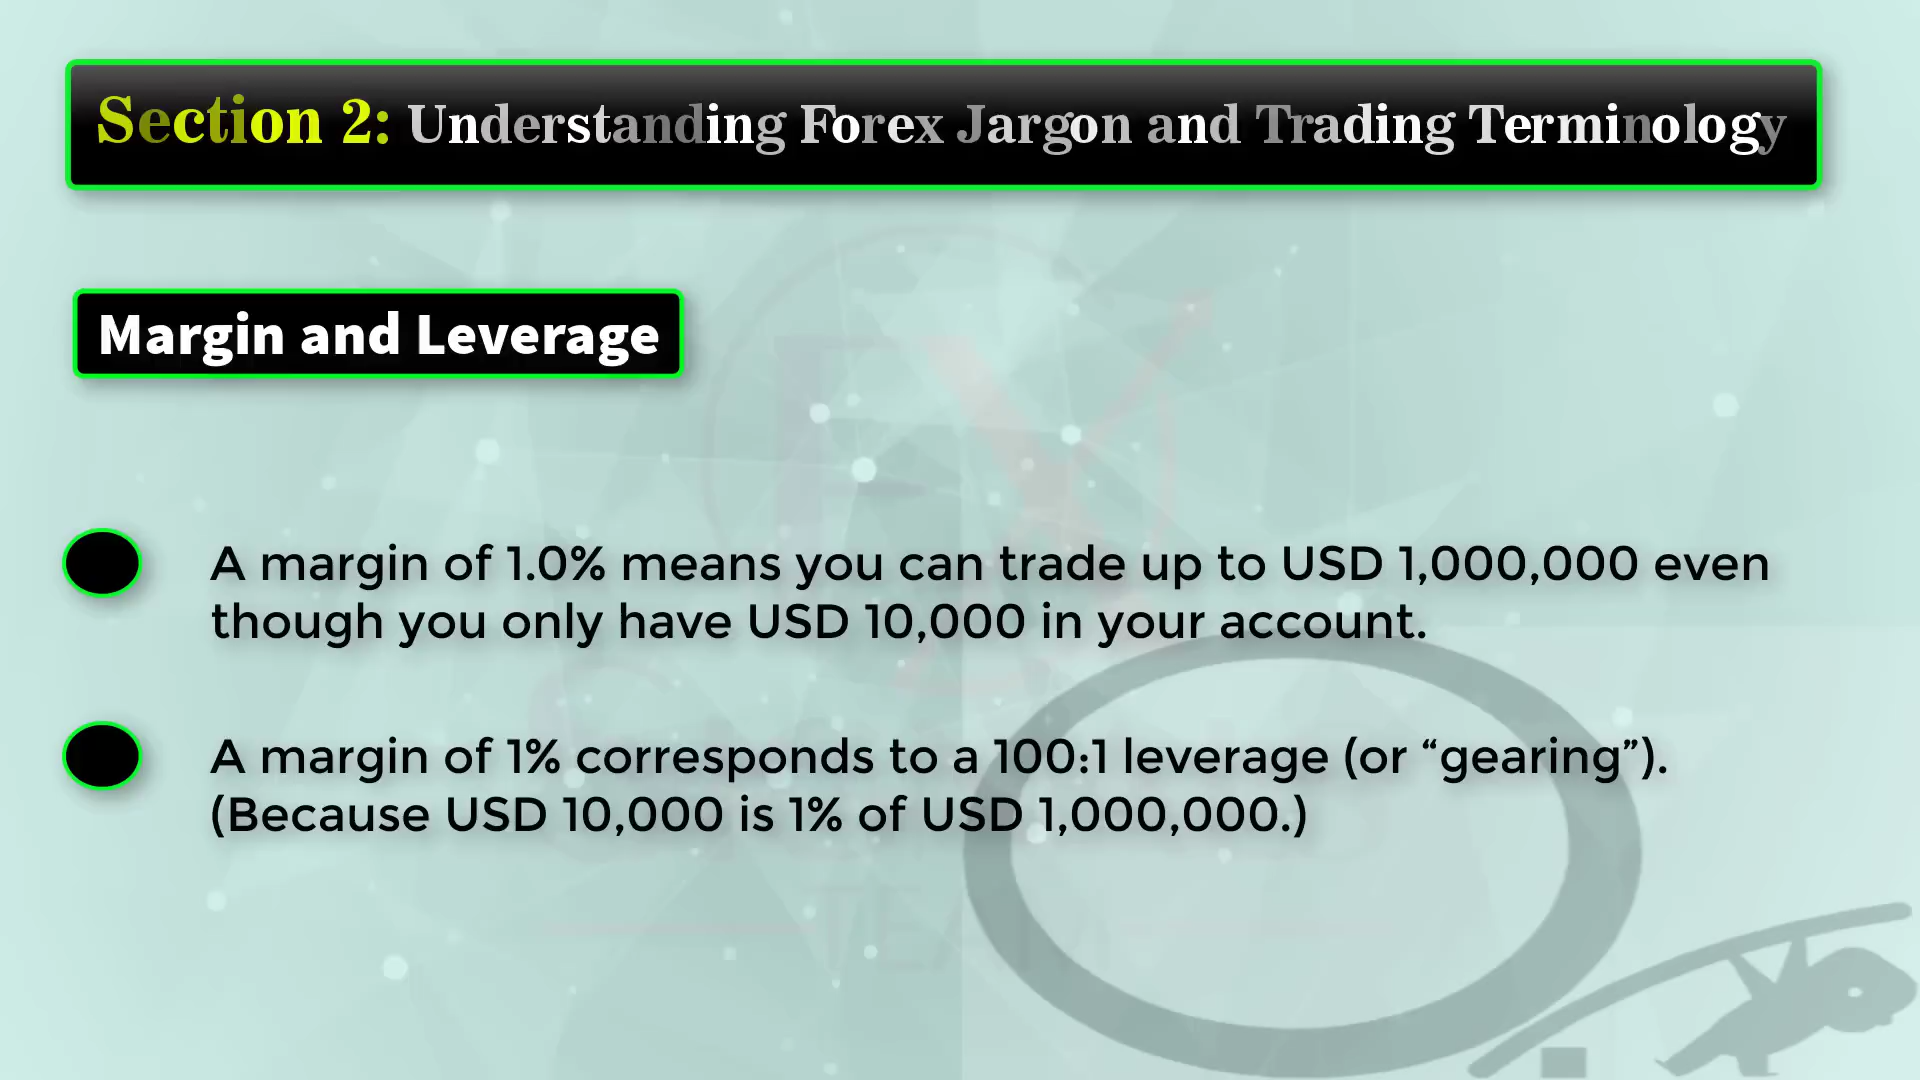 Section 2: Understanding Forex Jargon and Trading Terminology
Margin and Leverage
A margin of 1.0% means you can trade up to USD 1,000,000 even
though you only have USD 10,000 in your account.
A margin of 1% corresponds to a 100:1 leverage (or “gearing”).
(Because USD 10,000 is 1% of USD 1,000,000.)